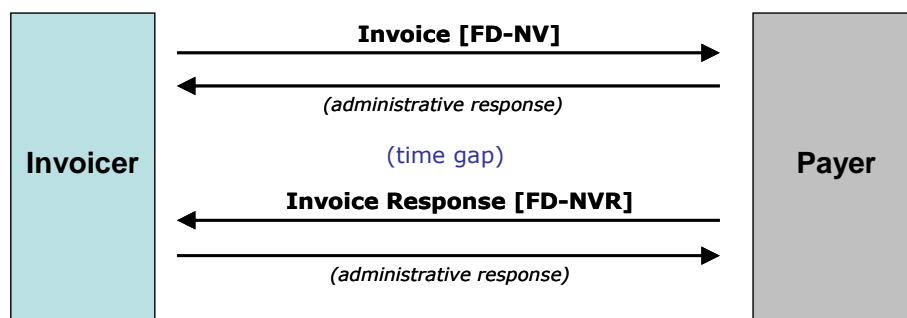 Invoice [FD-NV]
(administrative response)
Invoicer
(time gap)
Payer
Invoice Response [FD-NVR]
(administrative response)